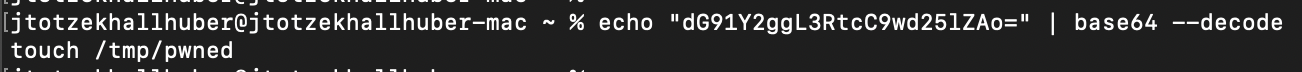 [jtotzekhallhuber@jtotzekhallhuber-mac ~ % echo "dG91Y2ggL3RtcC9wd25lZAo=" | base64 --decode
touch /tmp/pwned